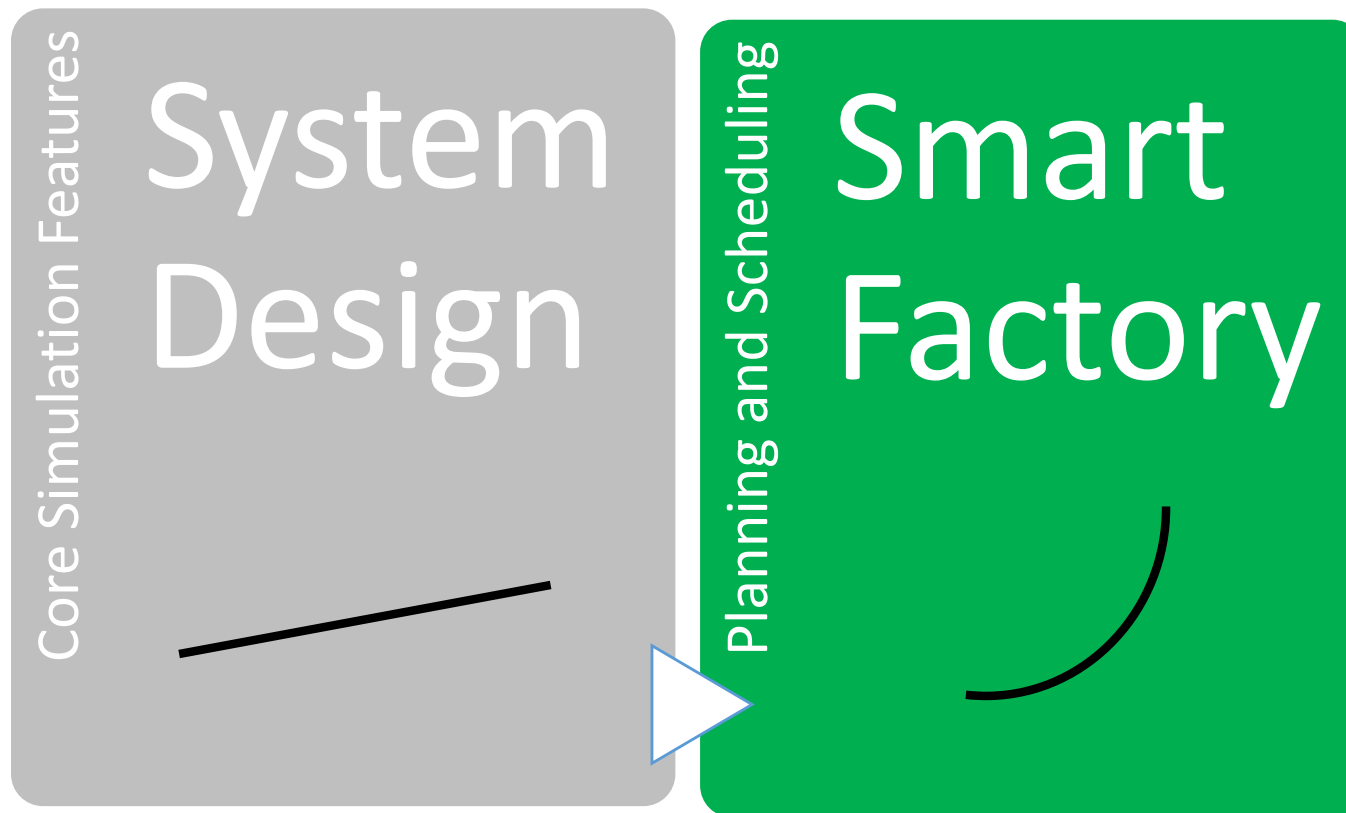 Core Simulation Features
System
Design
Planning and Scheduling
Smart
Factory